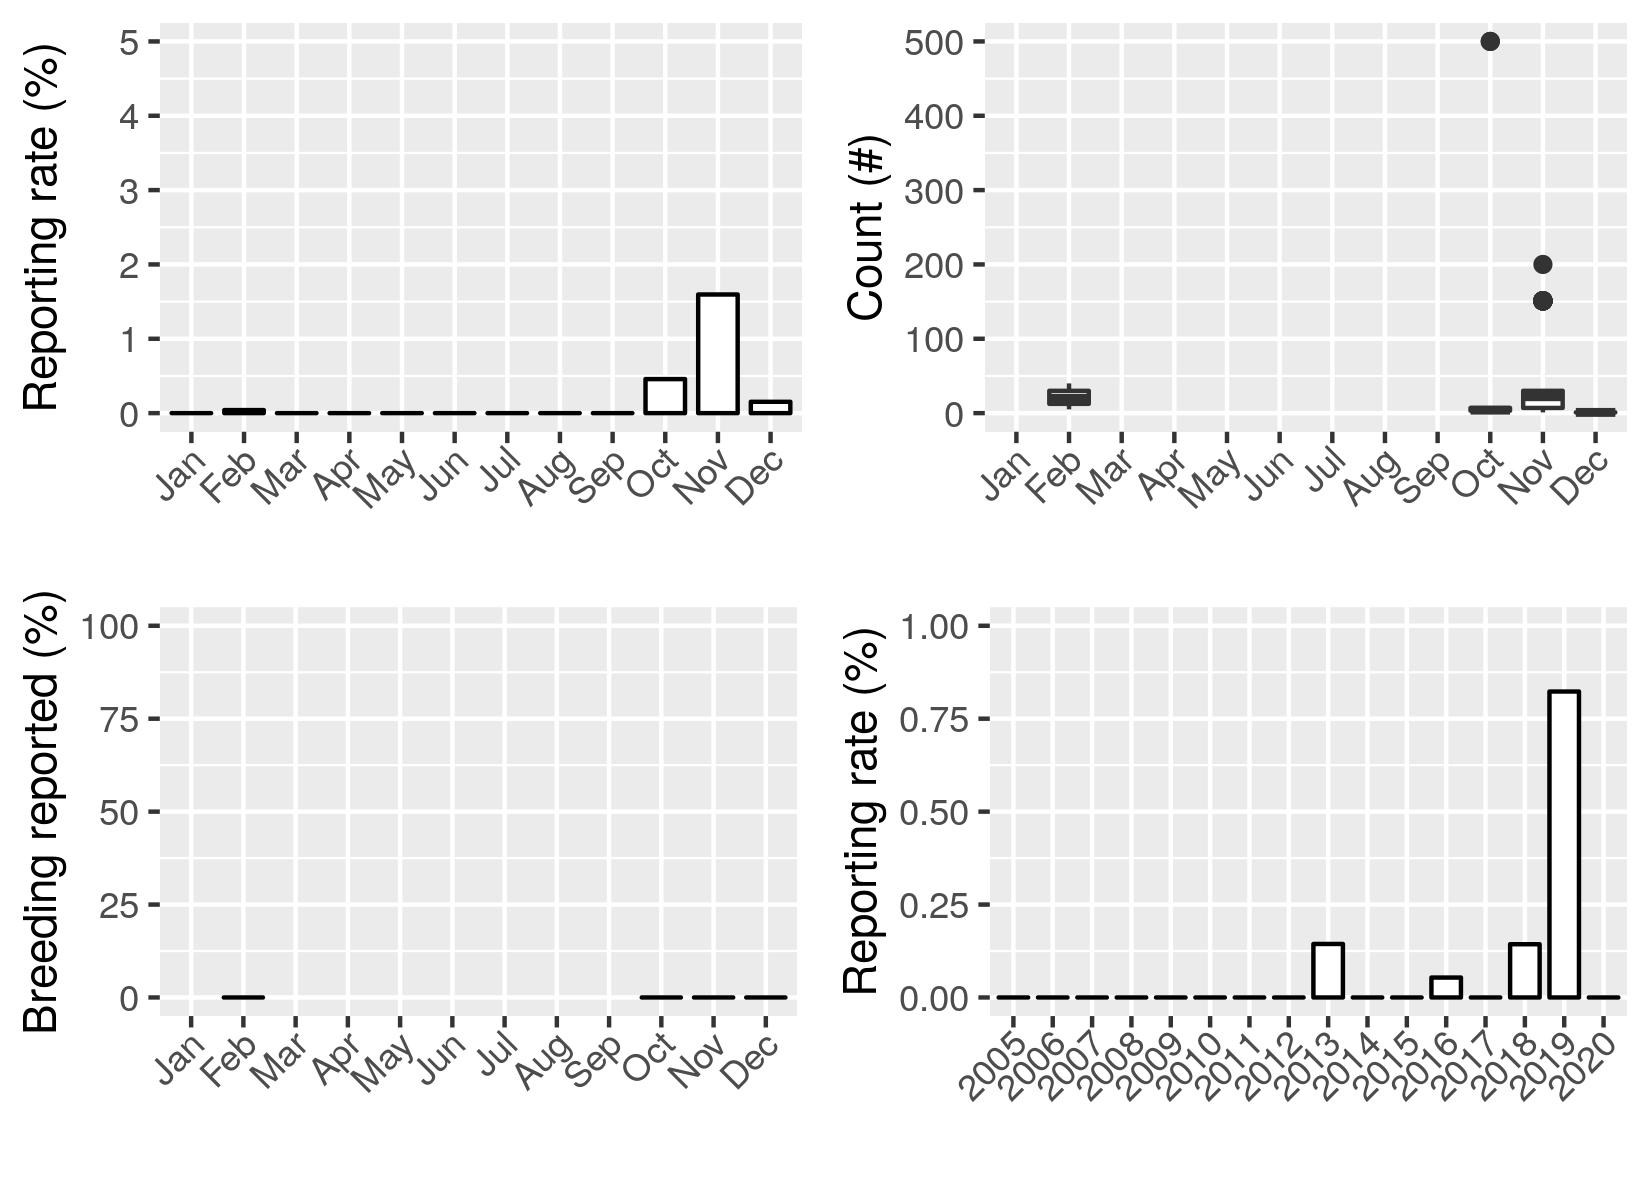 Reporting rate (%)
5
4
3
2
1
0
Jan Feb Mar Apr May Jun Jul Aug Sep Oct Nov Dec
Count (#)
500
400
300
200
100
0
Jan Feb Mar Apr May Jun Jul Aug Sep Oct Nov Dec
Breeding reported (%)
100
75
50
25
0
Jan Feb Mar Apr May Jun Jul Aug Sep Oct Nov Dec
Reporting rate (%)
1.00
0.75
0.50
0.25
0.00
2005 2006 2007 2008 2009 2010 2011 2012 2013 2014 2015 2016 2017 2018 2019 2020